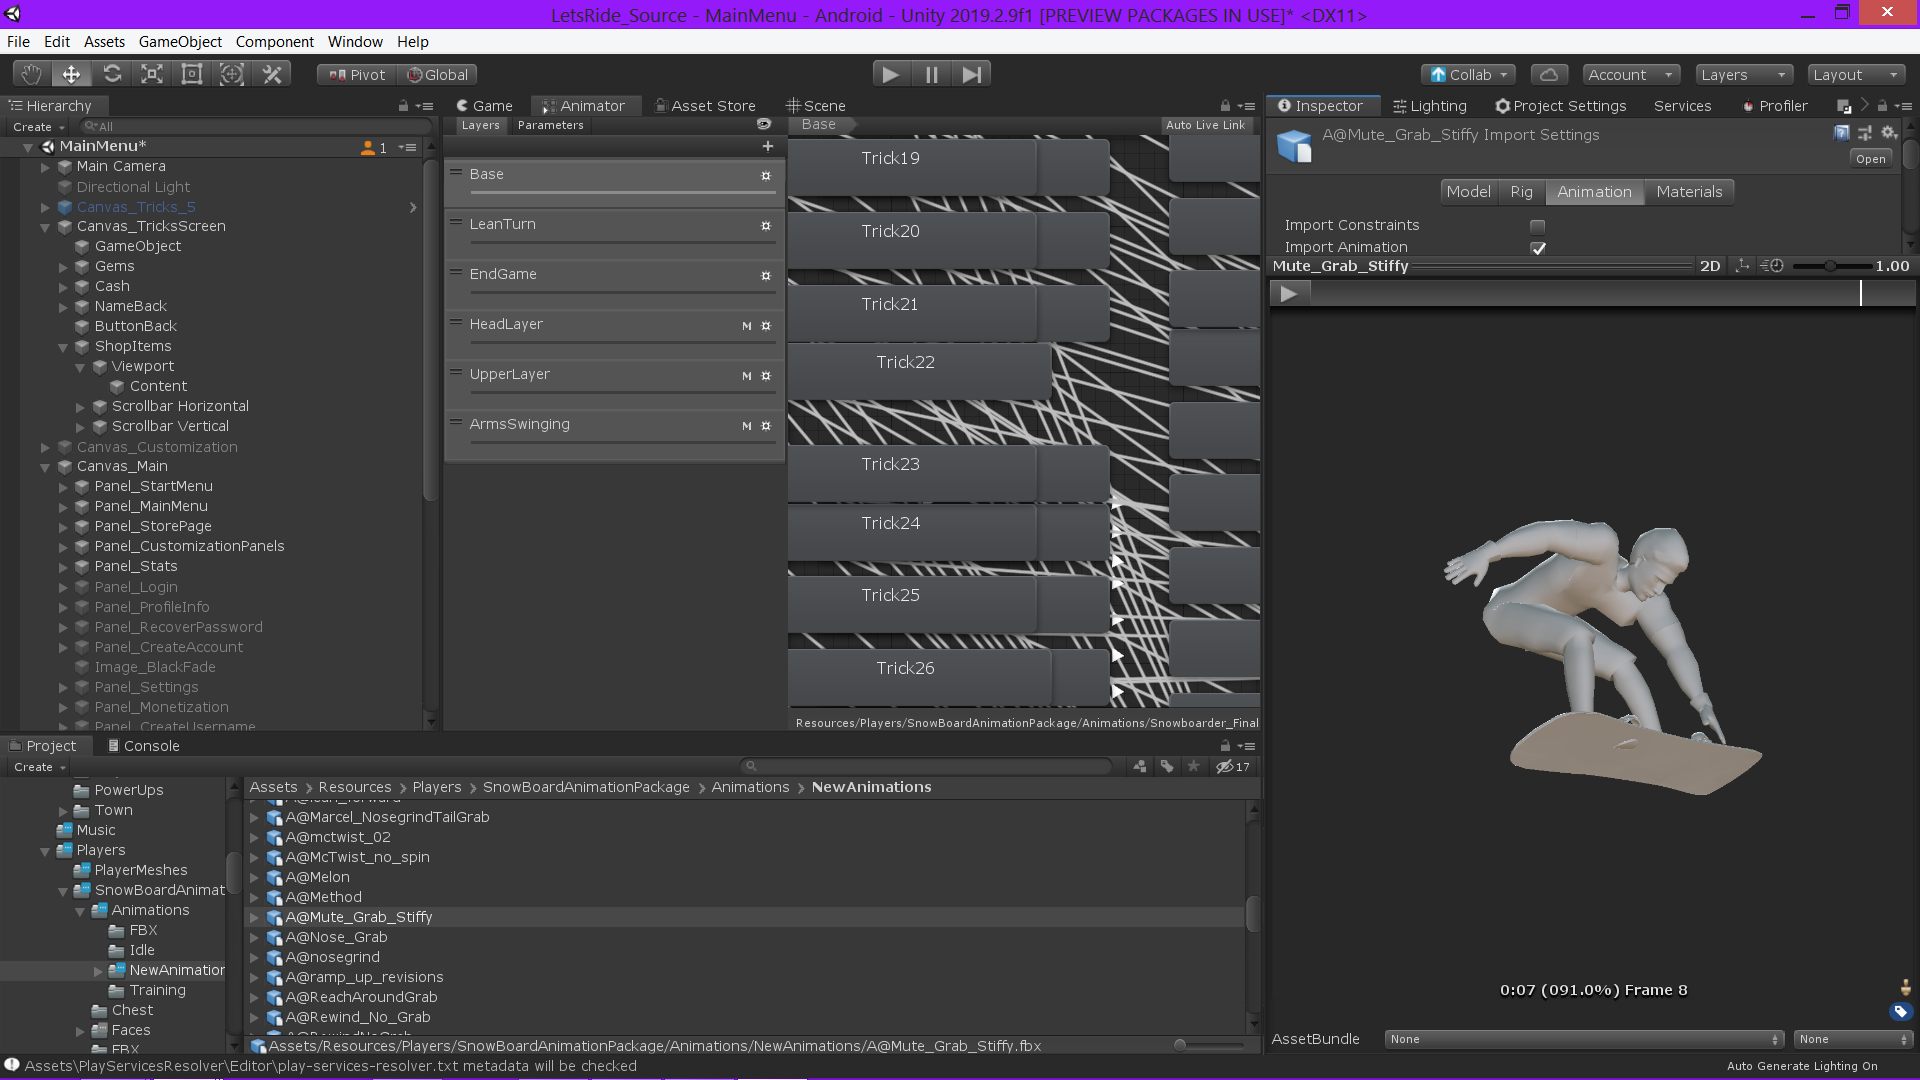 LetsRide_Source - MainMenu - Android - Unity 2019.2.9f1 [PREVIEW PACKAGES IN USE]* <DX11>
File Edit Assets GameObject Component Window Help
Pivot Global Collab Account Layers Layout
Hierarchy
Create All
MainMenu* 1
Main Camera
Directional Light
Canvas_Tricks_5
Canvas_TricksScreen
GameObject
Gems
Cash
NameBack
ButtonBack
ShopItems
Viewport
Content
Scrollbar Horizontal
Scrollbar Vertical
Canvas_Customization
Canvas_Main
Panel_StartMenu
Panel_MainMenu
Panel_StorePage
Panel_CustomizationPanels
Panel_Stats
Panel_Login
Panel_ProfileInfo
Panel_RecoverPassword
Panel_CreateAccount
Image_BlackFade
Panel_Settings
Panel_Monetization
Panel_CreateUsername
Game Animator Asset Store Scene
Layers Parameters Base Auto Live Link
Base
LeanTurn
EndGame
HeadLayer M
UpperLayer M
ArmsSwinging M
Trick19
Trick20
Trick21
Trick22
Trick23
Trick24
Trick25
Trick26
Resources/Players/SnowBoardAnimationPackage/Animations/Snowboarder_Final
Inspector Lighting Project Settings Services Profiler
A@Mute_Grab_Stiffy Import Settings
Open
Model Rig Animation Materials
Import Constraints
Import Animation
Mute_Grab_Stiffy 2D 1.00
0:07 (091.0%) Frame 8
AssetBundle None None
Project Console
Create 17
PowerUps
Town
Music
Players
PlayerMeshes
SnowBoardAnimat
Animations
FBX
Idle
NewAnimation
Training
Chest
Faces
FBX
Assets Resources Players SnowBoardAnimationPackage Animations NewAnimations
A@Marcel_NosegrindTailGrab
A@mctwist_02
A@McTwist_no_spin
A@Melon
A@Method
A@Mute_Grab_Stiffy
A@Nose_Grab
A@nosegrind
A@ramp_up_revisions
A@ReachAroundGrab
A@Rewind_No_Grab
Assets/Resources/Players/SnowBoardAnimationPackage/Animations/NewAnimations/A@Mute_Grab_Stiffy.fbx
Assets\PlayServicesResolver\Editor\play-services-resolver.txt metadata will be checked
Auto Generate Lighting On